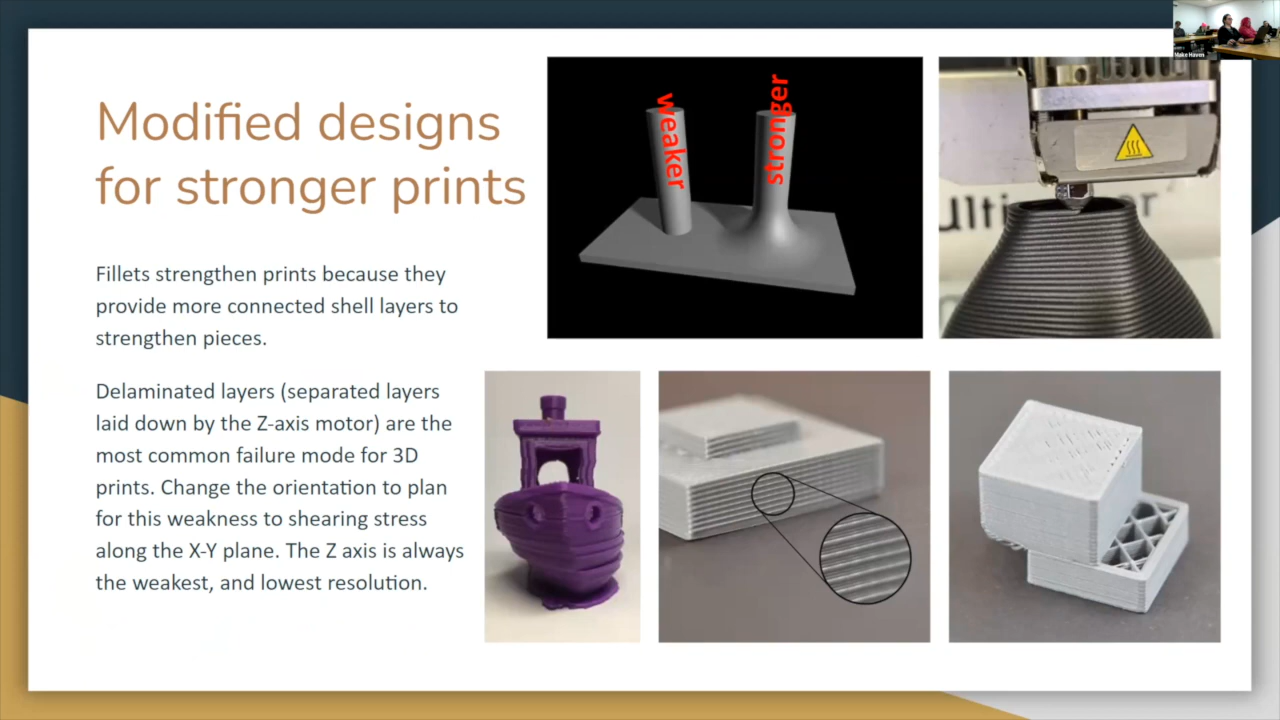 Modified designs
for stronger prints
Fillets strengthen prints because they
provide more connected shell layers to
strengthen pieces.
Delaminated layers (separated layers
laid down by the Z-axis motor) are the
most common failure mode for 3D
prints. Change the orientation to plan
for this weakness to shearing stress
along the X-Y plane. The Z axis is always
the weakest, and lowest resolution.
weaker
stronger
Make Haven